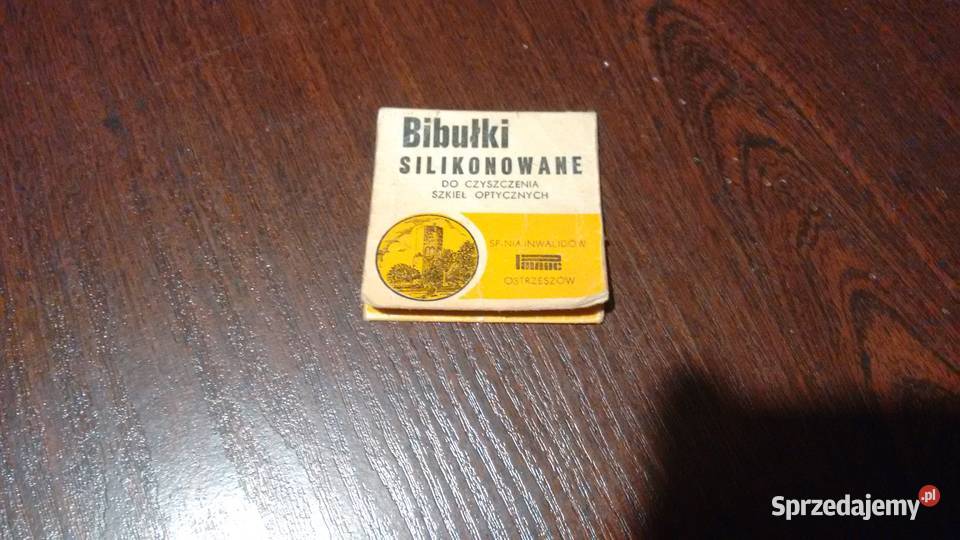 Bibułki
SILIKONOWANE
DO CZYSZCZENIA
SZKIEŁ OPTYCZNYCH
SP-NIA INWALIDÓW
OSTRZESZÓW
Sprzedajemy.pl